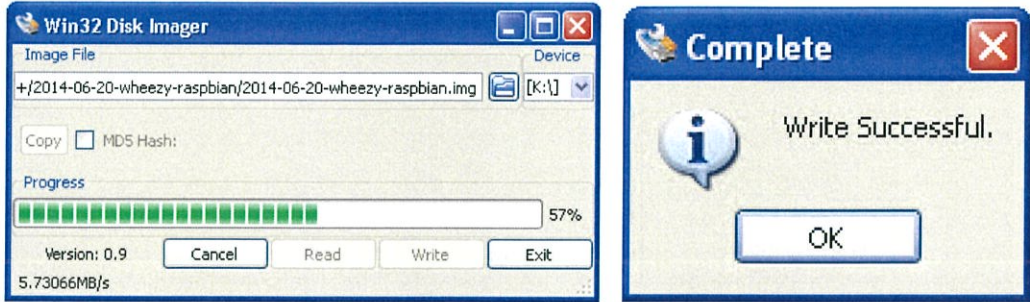 Win32 Disk Imager
Image File
Device
+/2014-06-20-wheezy-raspbian/2014-06-20-wheezy-raspbian.img
[K:\]
Copy
MD5 Hash:
Progress
57%
Version: 0.9
Cancel
Read
Write
Exit
5.73066MB/s
Complete
Write Successful.
OK